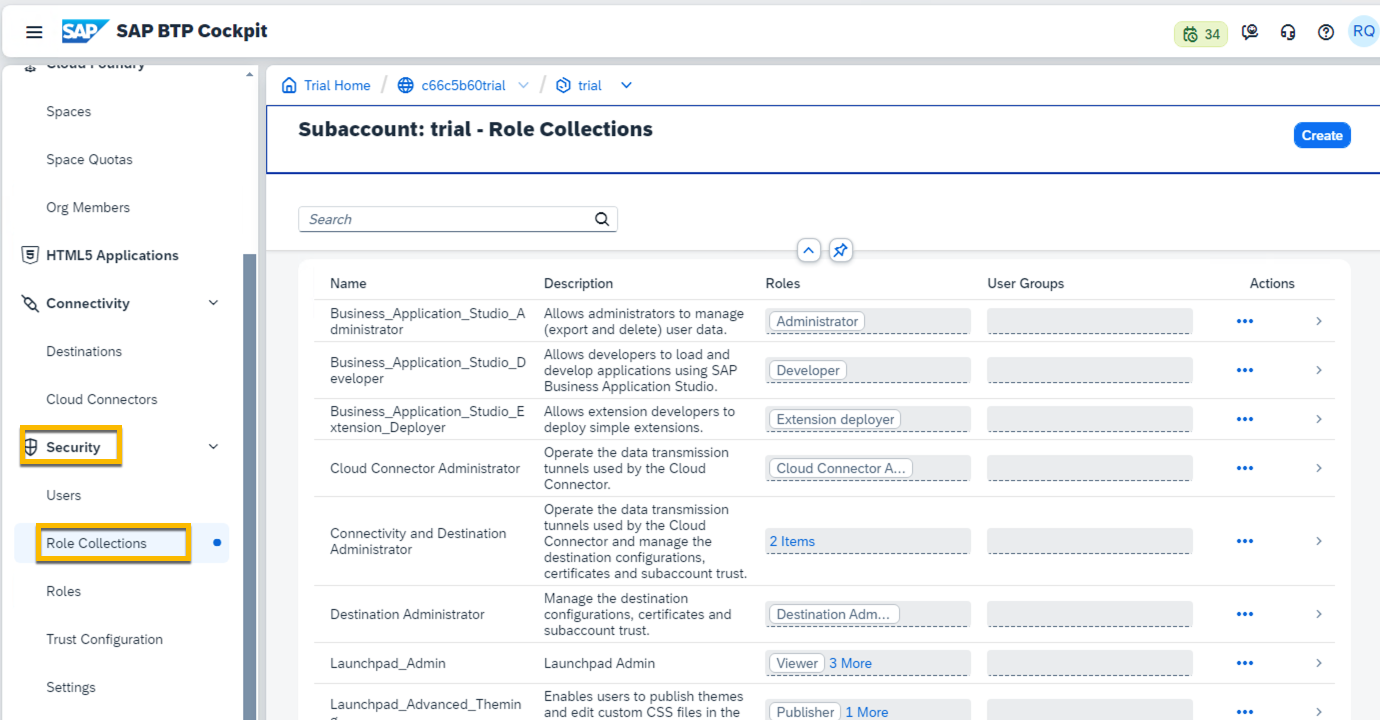 SAP SAP BTP Cockpit
34
RQ
Cloud Foundry
Spaces
Space Quotas
Org Members
5 HTML5 Applications
Connectivity
Destinations
Cloud Connectors
Security
Users
Role Collections
Roles
Trust Configuration
Settings
Trial Home / c66c5b60trial / trial
Subaccount: trial - Role Collections
Create
Search
Name Description Roles User Groups Actions
Business_Application_Studio_A
dministrator
Allows administrators to manage
(export and delete) user data.
Administrator
Business_Application_Studio_D
eveloper
Allows developers to load and
develop applications using SAP
Business Application Studio.
Developer
Business_Application_Studio_E
xtension_Deployer
Allows extension developers to
deploy simple extensions.
Extension deployer
Cloud Connector Administrator
Operate the data transmission
tunnels used by the Cloud
Connector.
Cloud Connector A...
Connectivity and Destination
Administrator
Operate the data transmission
tunnels used by the Cloud
Connector and manage the
destination configurations,
certificates and subaccount trust.
2 Items
Destination Administrator
Manage the destination
configurations, certificates and
subaccount trust.
Destination Adm...
Launchpad_Admin
Launchpad Admin
Viewer 3 More
Launchpad_Advanced_Themin
Enables users to publish themes
and edit custom CSS files in the
Publisher 1 More